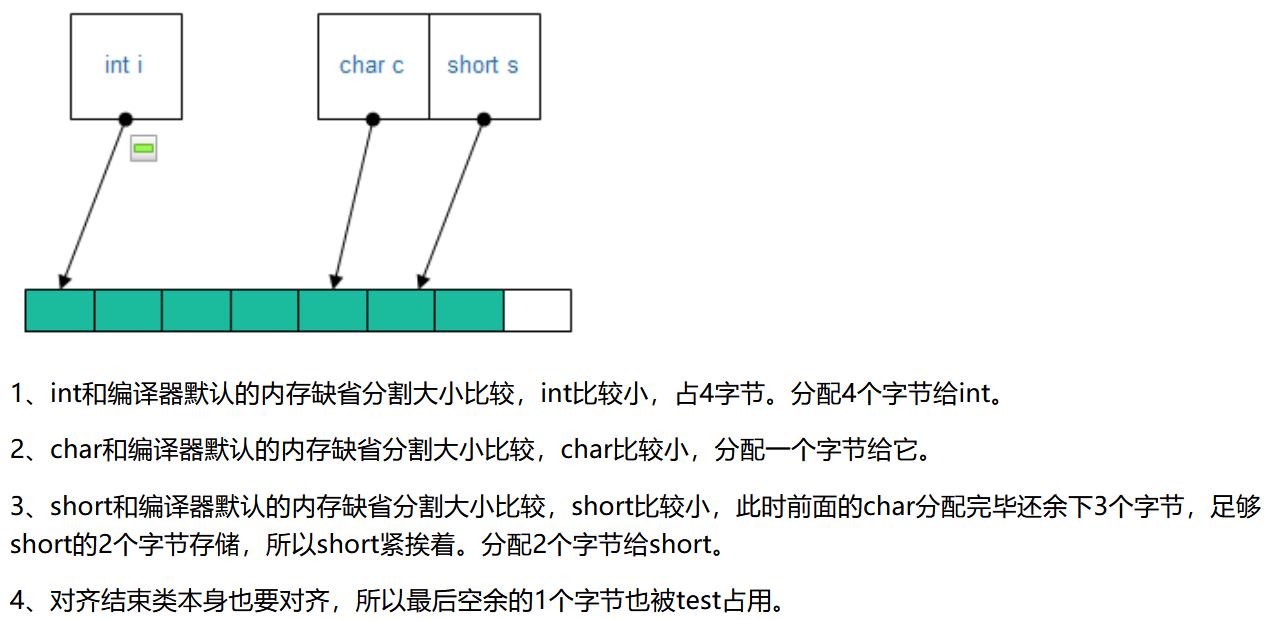 int i
char c
short s
1、int和编译器默认的内存缺省分割大小比较，int比较小，占4字节。分配4个字节给int。
2、char和编译器默认的内存缺省分割大小比较，char比较小，分配一个字节给它。
3、short和编译器默认的内存缺省分割大小比较，short比较小，此时前面的char分配完毕还余下3个字节，足够
short的2个字节存储，所以short紧挨着。分配2个字节给short。
4、对齐结束类本身也要对齐，所以最后空余的1个字节也被test占用。